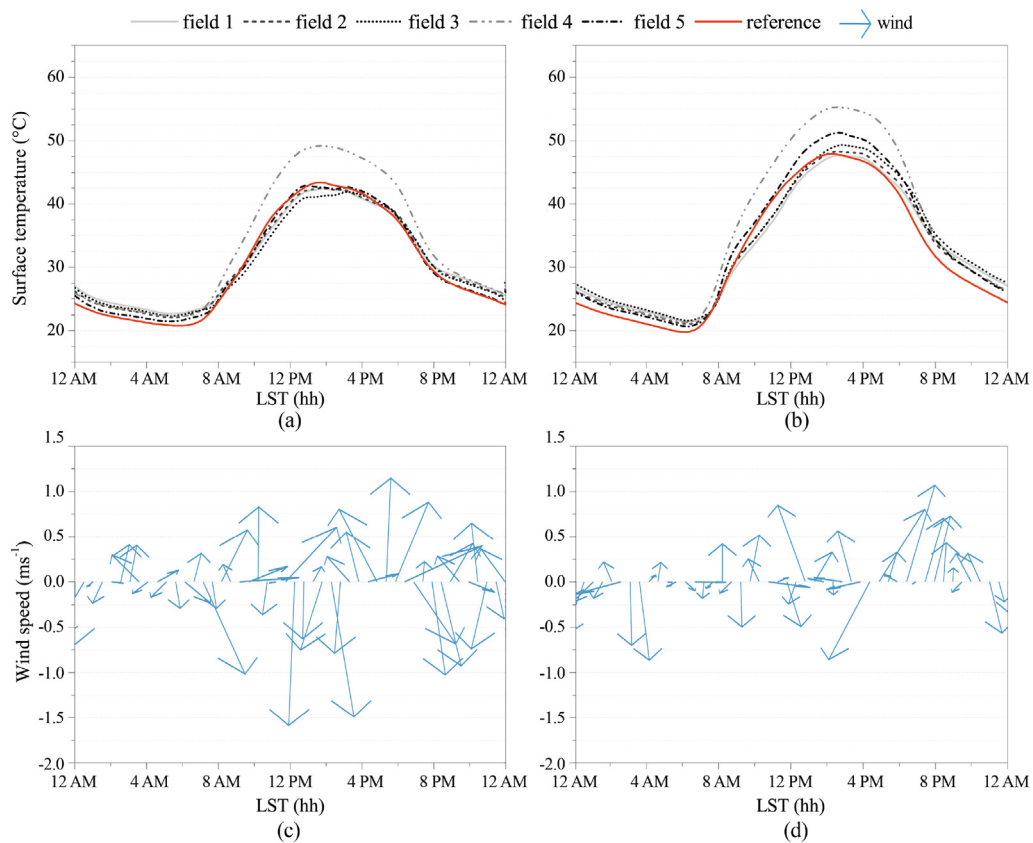 field 1 field 2 field 3 field 4 field 5 reference wind
Surface temperature (°C)
60
50
40
30
20
12 AM 4 AM 8 AM 12 PM 4 PM 8 PM 12 AM
LST (hh)
(a)
60
50
40
30
20
12 AM 4 AM 8 AM 12 PM 4 PM 8 PM 12 AM
LST (hh)
(b)
Wind speed (ms⁻¹)
1.5
1.0
0.5
0.0
-0.5
-1.0
-1.5
-2.0
12 AM 4 AM 8 AM 12 PM 4 PM 8 PM 12 AM
LST (hh)
(c)
1.5
1.0
0.5
0.0
-0.5
-1.0
-1.5
-2.0
12 AM 4 AM 8 AM 12 PM 4 PM 8 PM 12 AM
LST (hh)
(d)